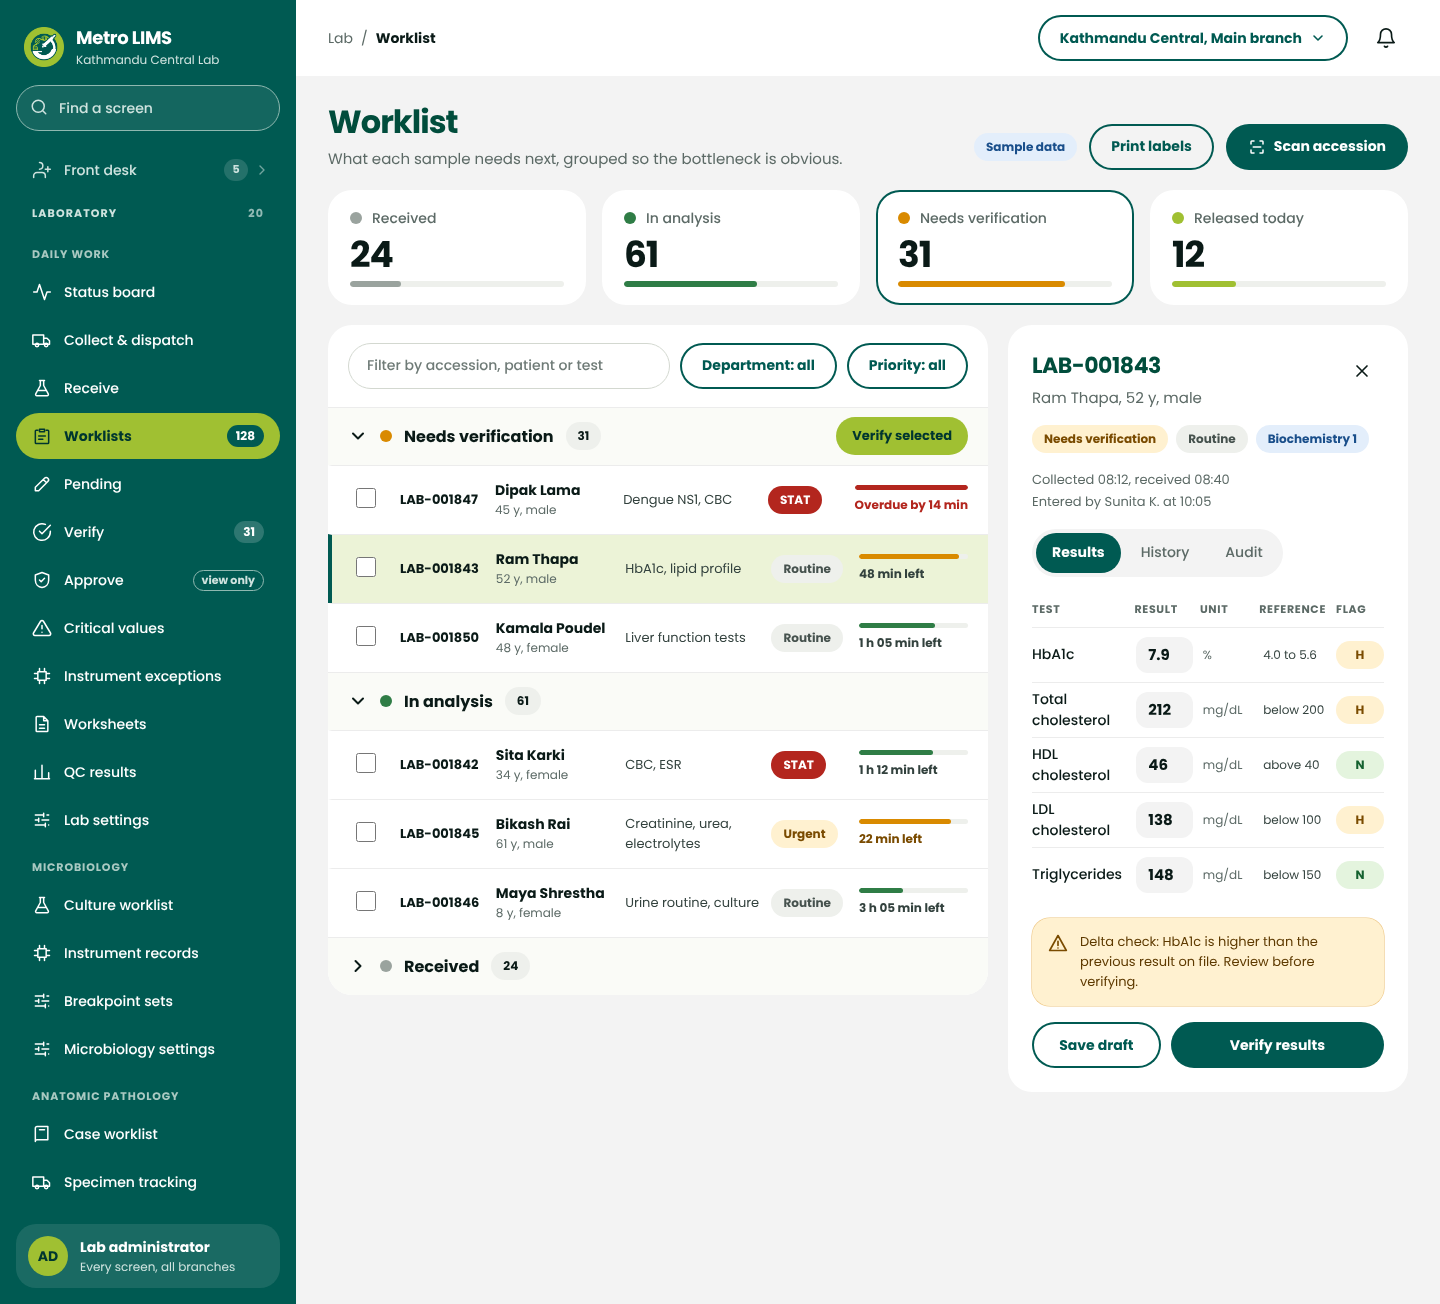 Metro LIMS
Kathmandu Central Lab
Find a screen
Front desk 5
LABORATORY 20
DAILY WORK
Status board
Collect & dispatch
Receive
Worklists 128
Pending
Verify 31
Approve view only
Critical values
Instrument exceptions
Worksheets
QC results
Lab settings
MICROBIOLOGY
Culture worklist
Instrument records
Breakpoint sets
Microbiology settings
ANATOMIC PATHOLOGY
Case worklist
Specimen tracking
AD
Lab administrator
Every screen, all branches
Lab / Worklist
Kathmandu Central, Main branch
Worklist
What each sample needs next, grouped so the bottleneck is obvious.
Sample data
Print labels
Scan accession
Received
24
In analysis
61
Needs verification
31
Released today
12
Filter by accession, patient or test
Department: all
Priority: all
Needs verification 31
Verify selected
LAB-001847
Dipak Lama
45 y, male
Dengue NS1, CBC
STAT
Overdue by 14 min
LAB-001843
Ram Thapa
52 y, male
HbA1c, lipid profile
Routine
48 min left
LAB-001850
Kamala Poudel
48 y, female
Liver function tests
Routine
1 h 05 min left
In analysis 61
LAB-001842
Sita Karki
34 y, female
CBC, ESR
STAT
1 h 12 min left
LAB-001845
Bikash Rai
61 y, male
Creatinine, urea,
electrolytes
Urgent
22 min left
LAB-001846
Maya Shrestha
8 y, female
Urine routine, culture
Routine
3 h 05 min left
Received 24
LAB-001843
Ram Thapa, 52 y, male
Needs verification
Routine
Biochemistry 1
Collected 08:12, received 08:40
Entered by Sunita K. at 10:05
Results
History
Audit
TEST RESULT UNIT REFERENCE FLAG
HbA1c 7.9 % 4.0 to 5.6 H
Total
cholesterol 212 mg/dL below 200 H
HDL
cholesterol 46 mg/dL above 40 N
LDL
cholesterol 138 mg/dL below 100 H
Triglycerides 148 mg/dL below 150 N
Delta check: HbA1c is higher than the
previous result on file. Review before
verifying.
Save draft
Verify results